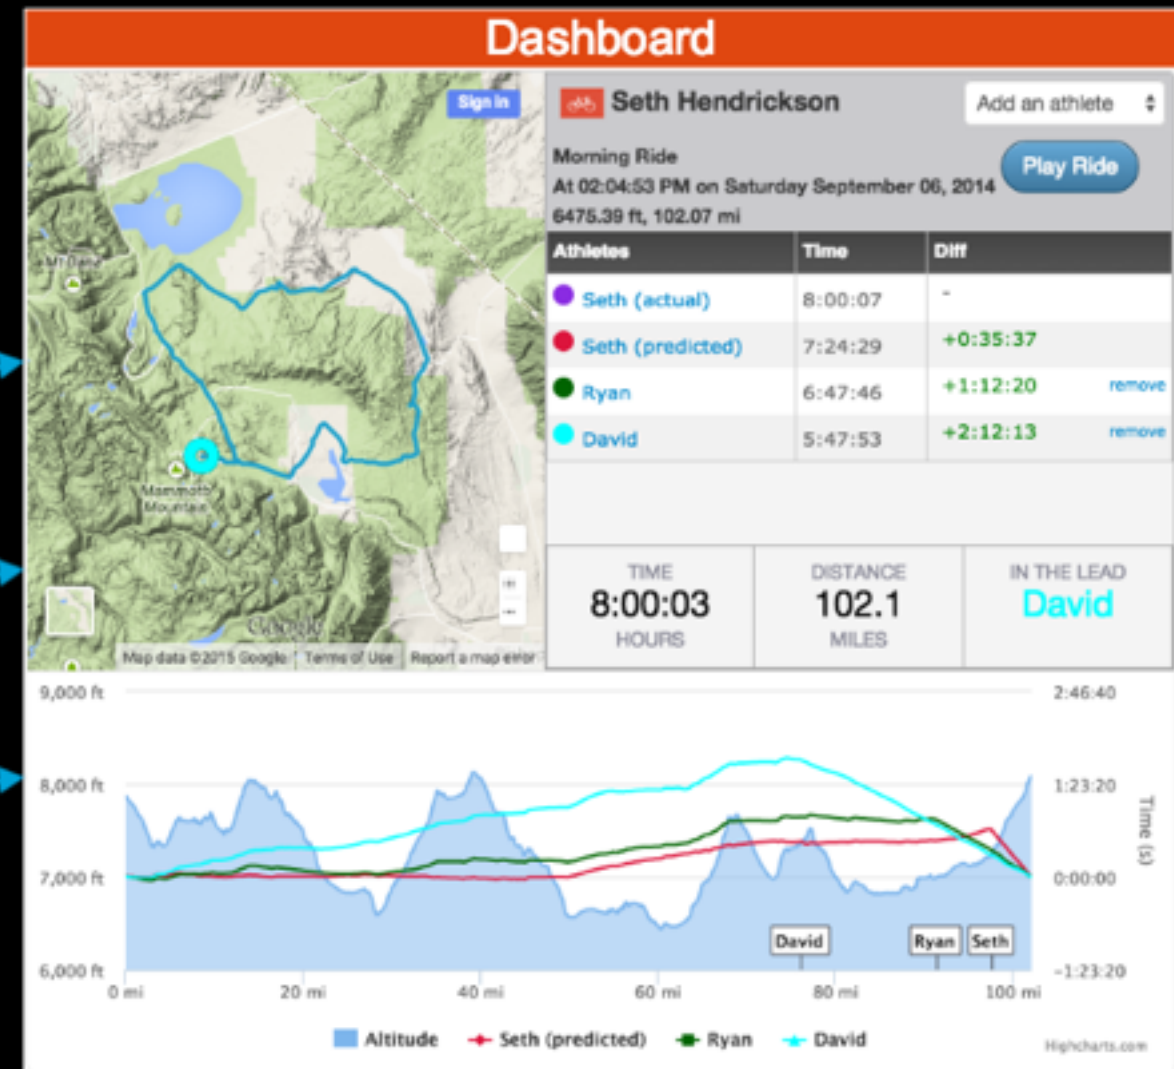 Dashboard
Sign in
Mt Dana
Mammoth
Mountain
Google
Map data ©2015 Google
Terms of Use
Report a map error
Seth Hendrickson
Add an athlete
Morning Ride
At 02:04:53 PM on Saturday September 06, 2014
6475.39 ft, 102.07 mi
Play Ride
Athletes Time Diff
Seth (actual) 8:00:07 -
Seth (predicted) 7:24:29 +0:35:37
Ryan 6:47:46 +1:12:20 remove
David 5:47:53 +2:12:13 remove
TIME DISTANCE IN THE LEAD
8:00:03 102.1 David
HOURS MILES
9,000 ft 2:46:40
8,000 ft 1:23:20
7,000 ft 0:00:00
6,000 ft -1:23:20
Time (s)
David Ryan Seth
0 mi 20 mi 40 mi 60 mi 80 mi 100 mi
Altitude Seth (predicted) Ryan David
Highcharts.com